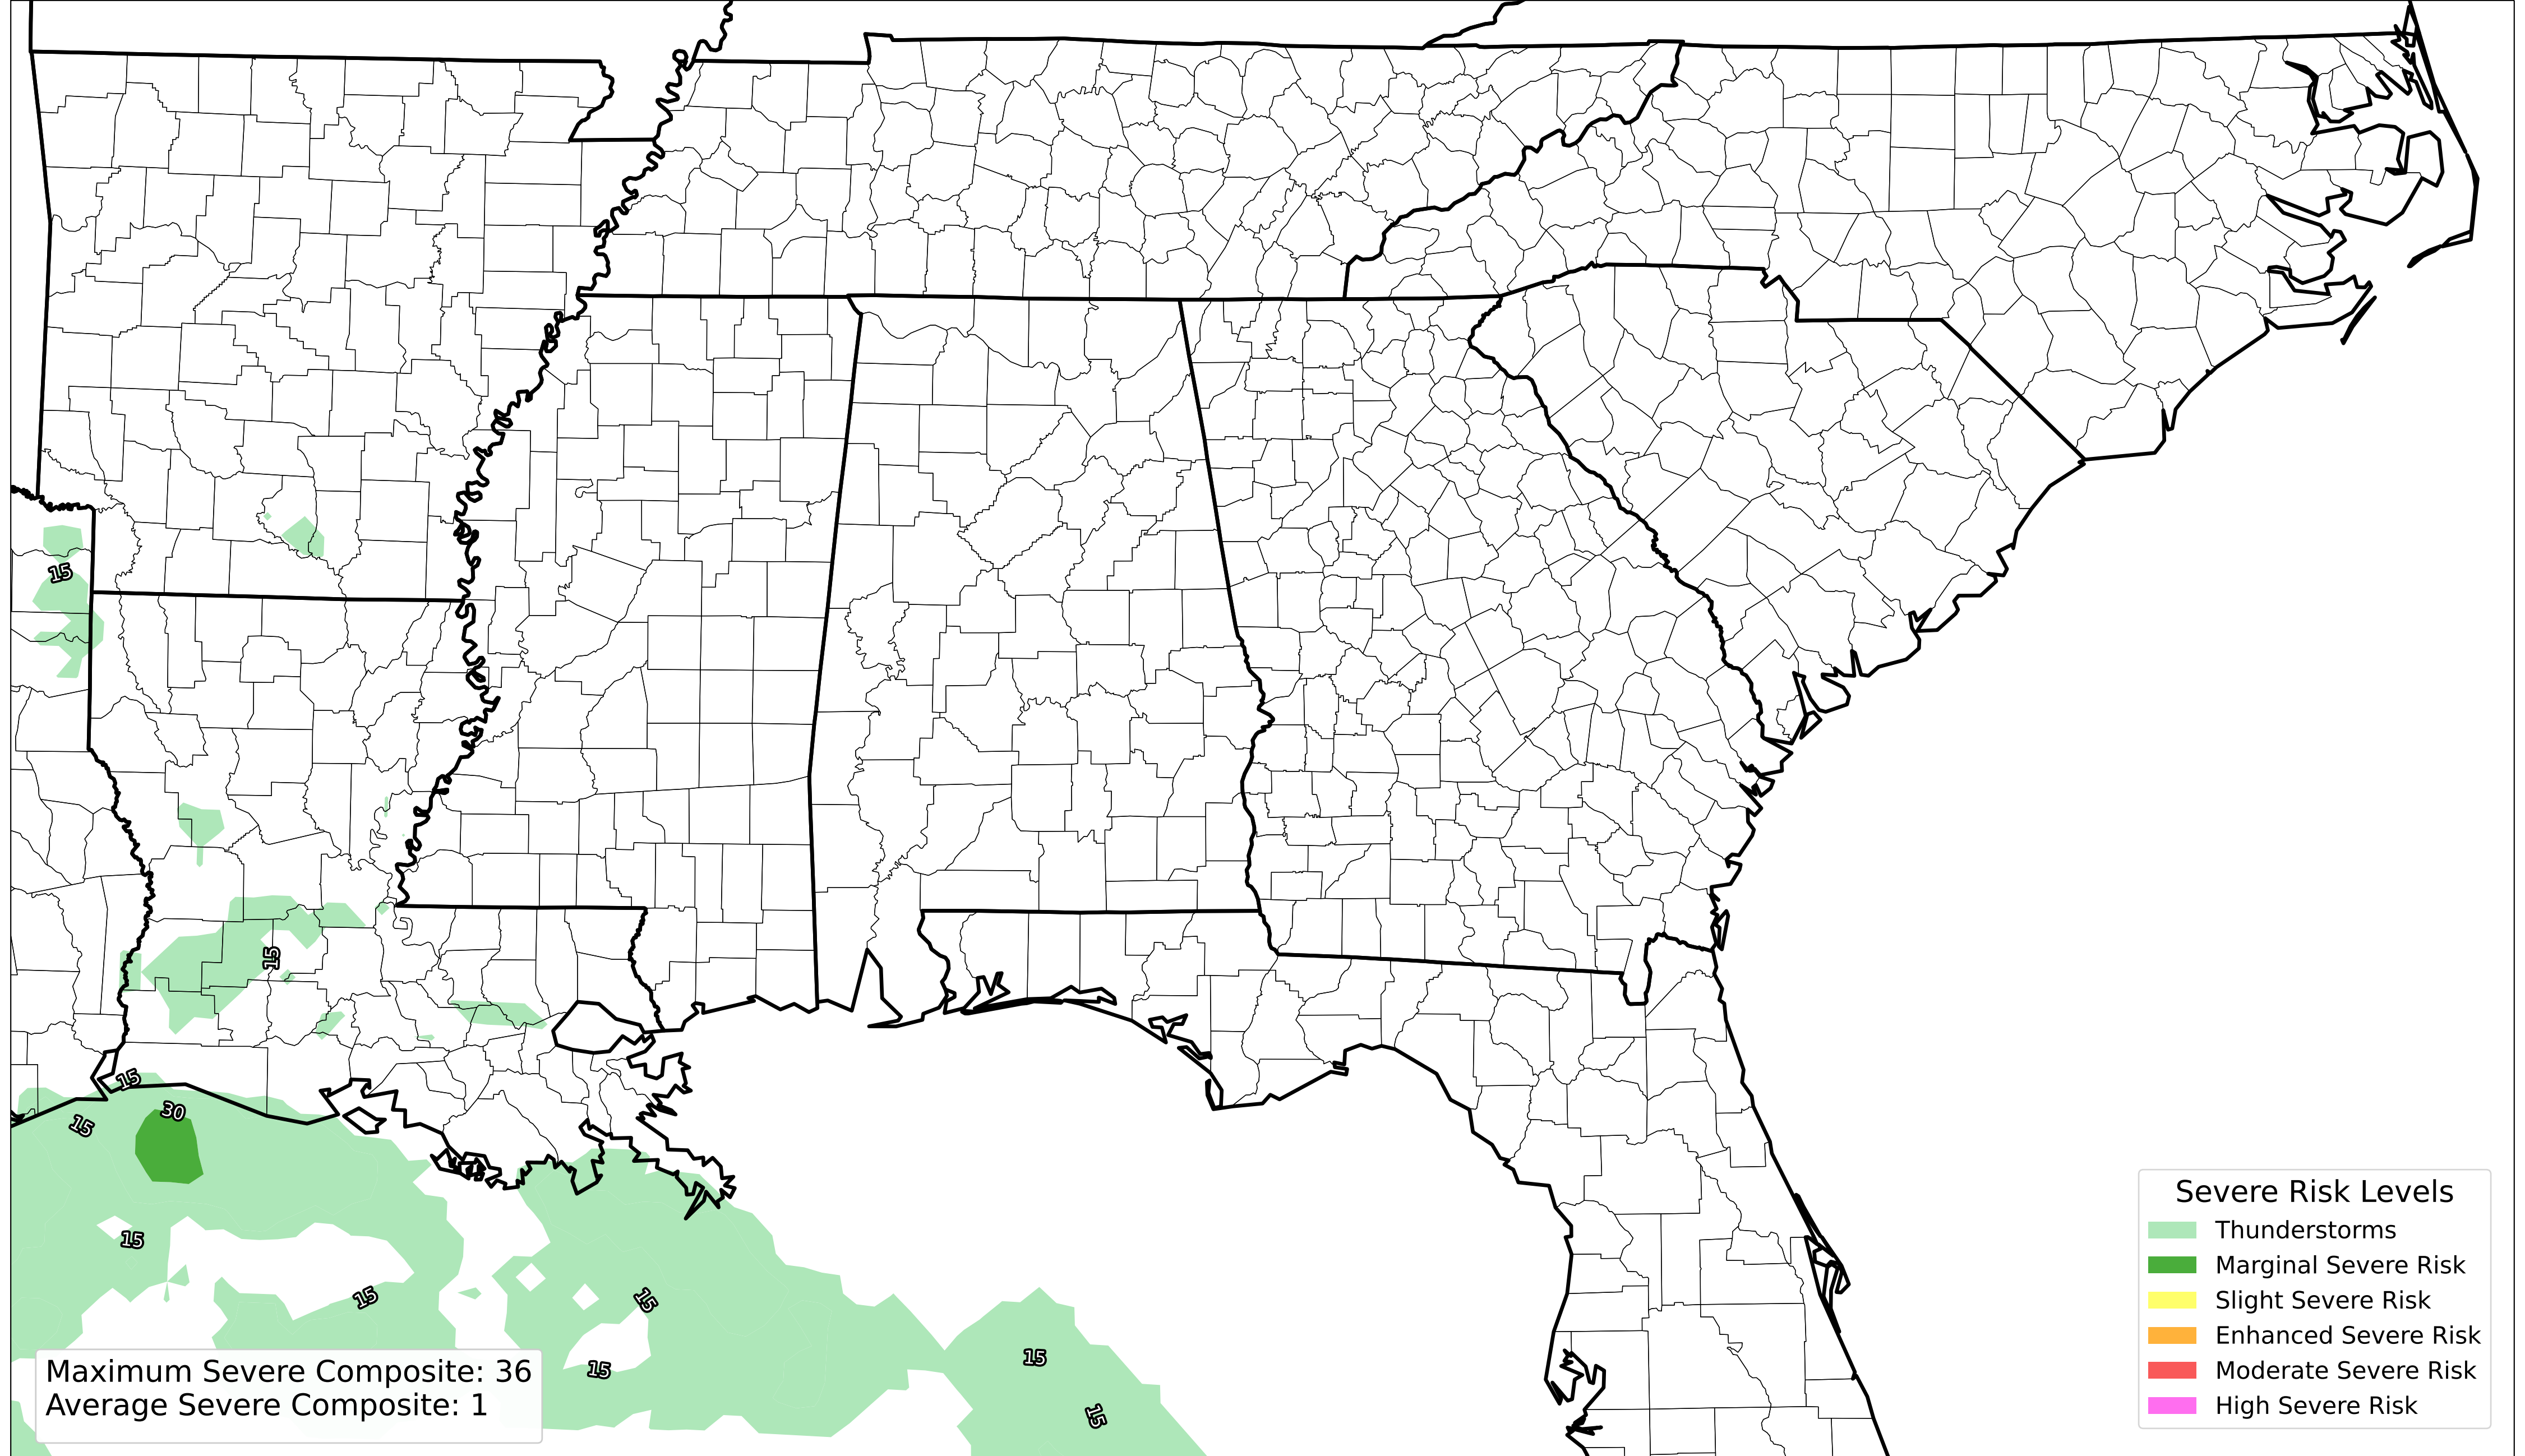 15
15
15
30
15
15
15
15
15
15
15
Severe Risk Levels
Thunderstorms
Marginal Severe Risk
Slight Severe Risk
Enhanced Severe Risk
Moderate Severe Risk
High Severe Risk
Maximum Severe Composite: 36
Average Severe Composite: 1